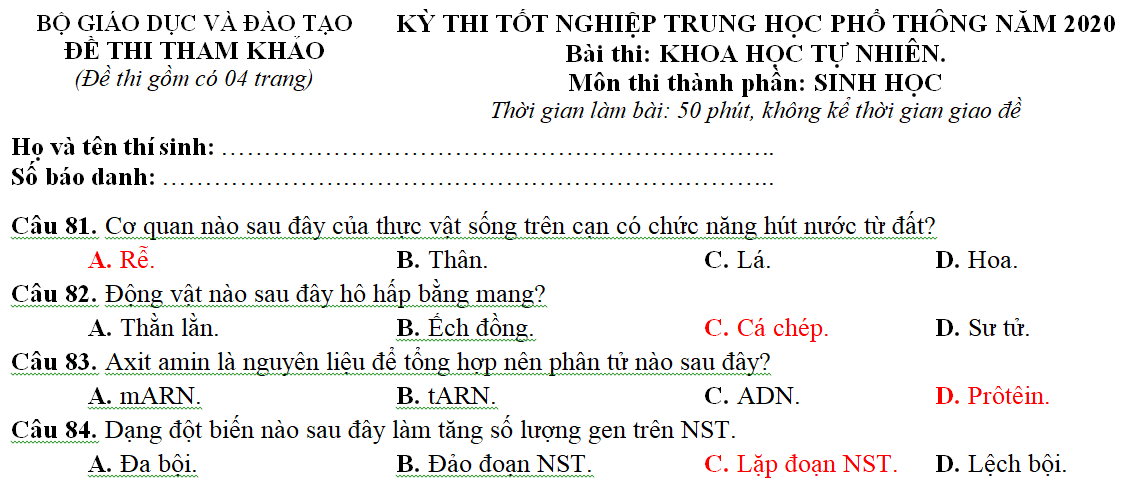 BỘ GIÁO DỤC VÀ ĐÀO TẠO KỲ THI TỐT NGHIỆP TRUNG HỌC PHỔ THÔNG NĂM 2020
ĐỀ THI THAM KHẢO Bài thi: KHOA HỌC TỰ NHIÊN.
(Đề thi gồm có 04 trang) Môn thi thành phần: SINH HỌC
Thời gian làm bài: 50 phút, không kể thời gian giao đề
Họ và tên thí sinh: ……………………………………………………………..
Số báo danh: ……………………………………………………………………..
Câu 81. Cơ quan nào sau đây của thực vật sống trên cạn có chức năng hút nước từ đất?
A. Rễ. B. Thân. C. Lá. D. Hoa.
Câu 82. Động vật nào sau đây hô hấp bằng mang?
A. Thằn lằn. B. Ếch đồng. C. Cá chép. D. Sư tử.
Câu 83. Axit amin là nguyên liệu để tổng hợp nên phân tử nào sau đây?
A. mARN. B. tARN. C. ADN. D. Prôtêin.
Câu 84. Dạng đột biến nào sau đây làm tăng số lượng gen trên NST.
A. Đa bội. B. Đảo đoạn NST. C. Lặp đoạn NST. D. Lệch bội.